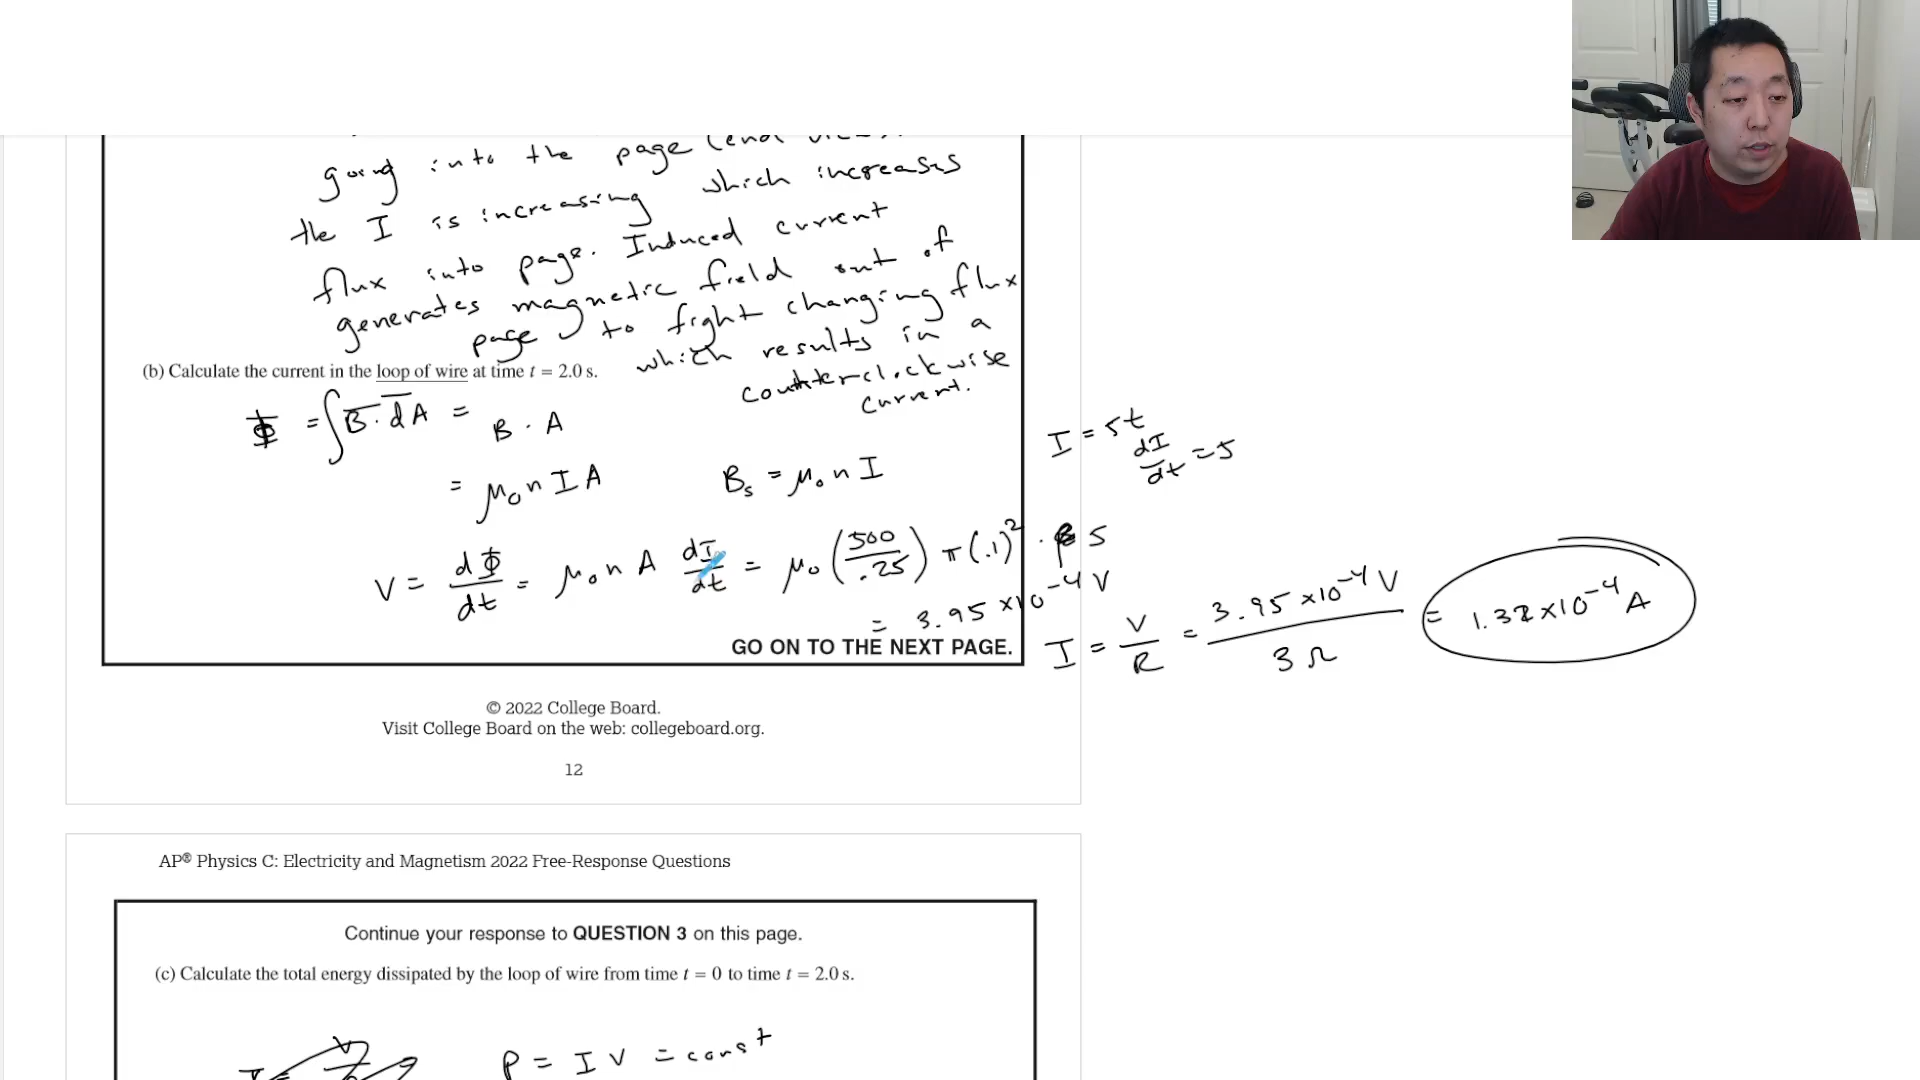 going into the page (end view).
the I is increasing which increases
flux into page. Induced current
generates magnetic field out of
page to fight changing flux
which results in a
counterclockwise
current.
(b) Calculate the current in the loop of wire at time t = 2.0 s.
Φ = ∫B · dA = B · A
I = 5t
dI/dt = 5
= μ₀ n I A    Bₛ = μ₀ n I
V = dΦ/dt = μ₀ n A dI/dt = μ₀ (500/.25) π (.1)² · 5
= 3.95 ×10⁻⁴ V
I = V/R = 3.95 ×10⁻⁴ V / 3 Ω = 1.32 ×10⁻⁴ A
GO ON TO THE NEXT PAGE.
© 2022 College Board.
Visit College Board on the web: collegeboard.org.
12
AP® Physics C: Electricity and Magnetism 2022 Free-Response Questions
Continue your response to QUESTION 3 on this page.
(c) Calculate the total energy dissipated by the loop of wire from time t = 0 to time t = 2.0 s.
P = I V = const